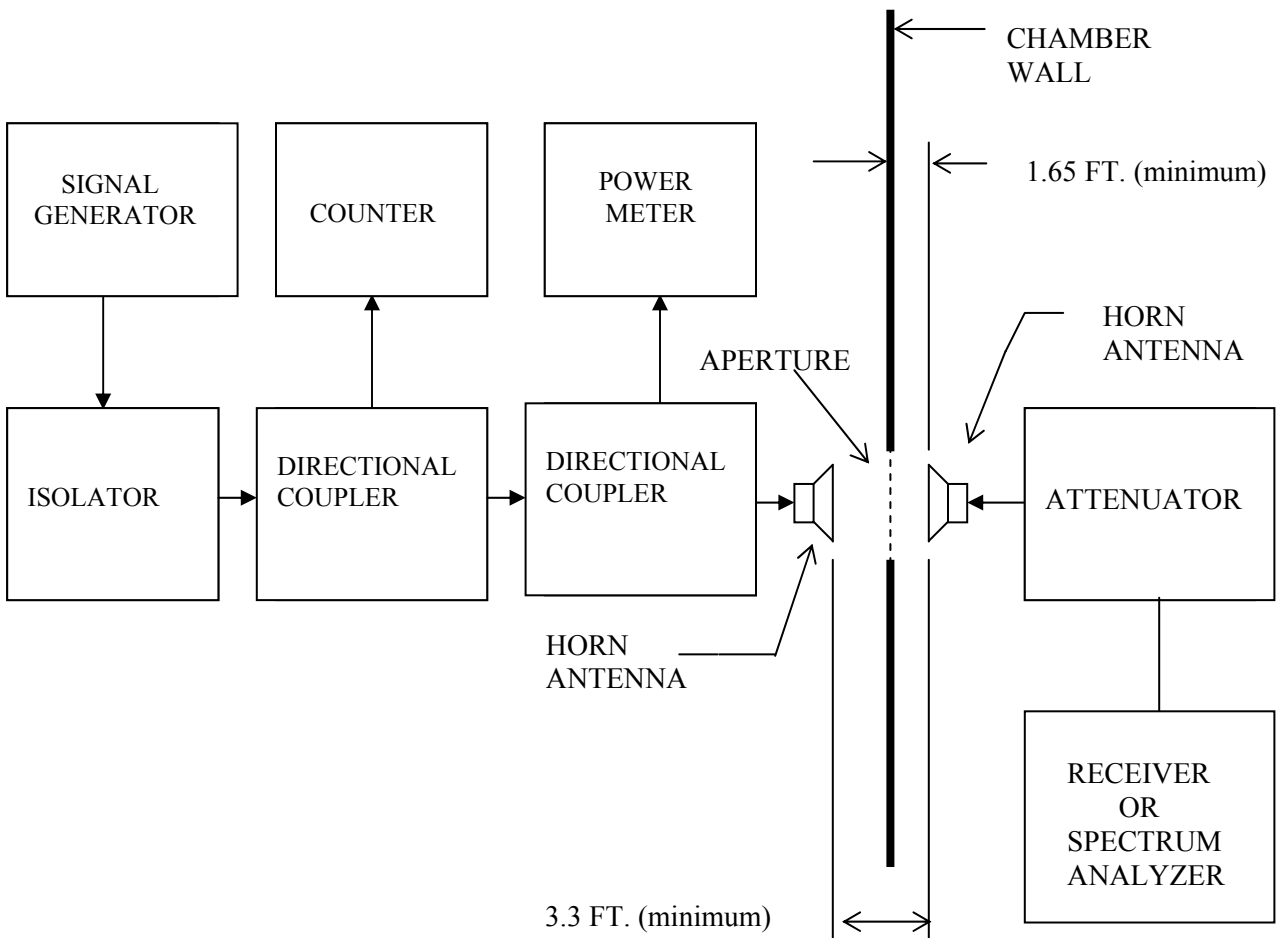 CHAMBER
WALL
SIGNAL
GENERATOR
COUNTER
POWER
METER
1.65 FT. (minimum)
APERTURE
HORN
ANTENNA
ISOLATOR
DIRECTIONAL
COUPLER
DIRECTIONAL
COUPLER
ATTENUATOR
HORN
ANTENNA
RECEIVER
OR
SPECTRUM
ANALYZER
3.3 FT. (minimum)